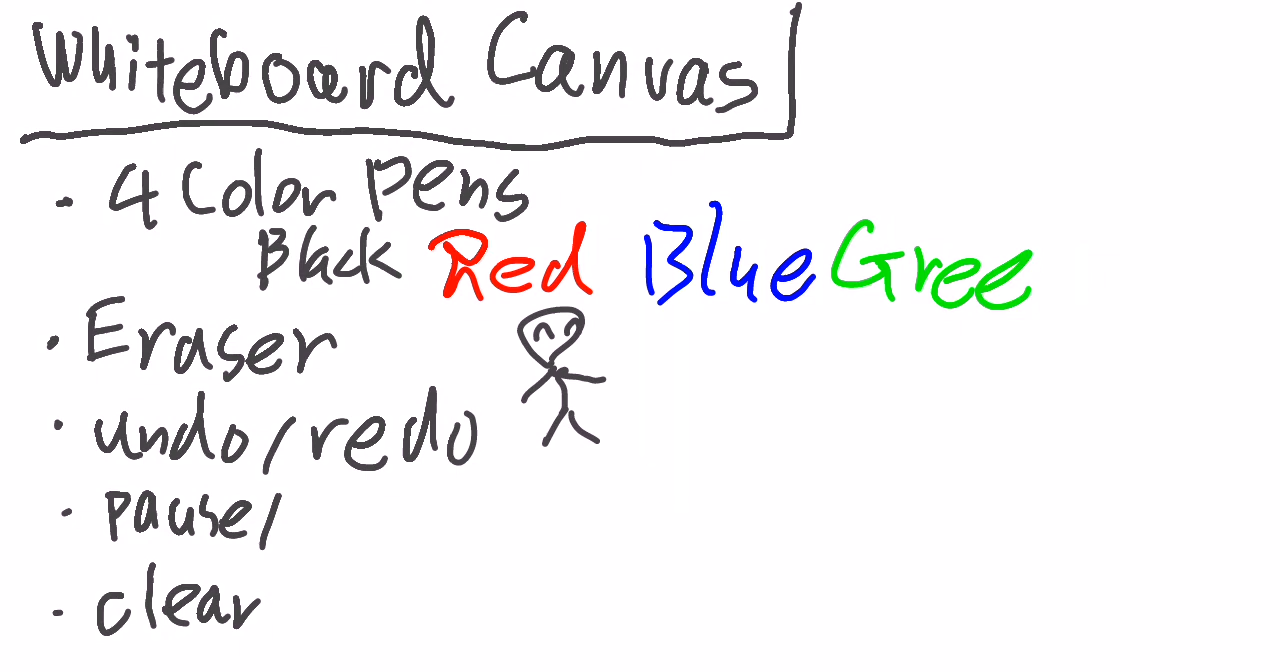 Whiteboard Canvas
· 4 Color Pens
Black Red Blue Gree
· Eraser
· undo/redo
· pause/
· clear